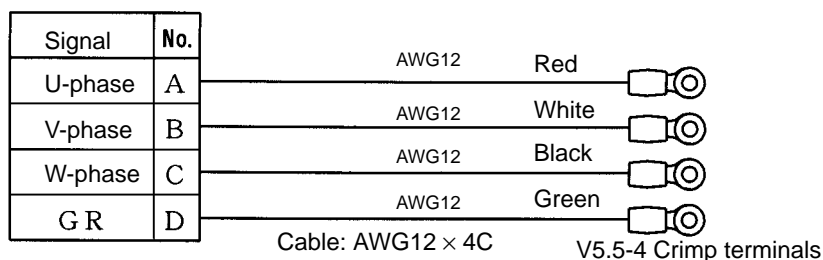 Signal No.
U-phase A AWG12 Red
V-phase B AWG12 White
W-phase C AWG12 Black
G R D AWG12 Green
Cable: AWG12 × 4C V5.5-4 Crimp terminals